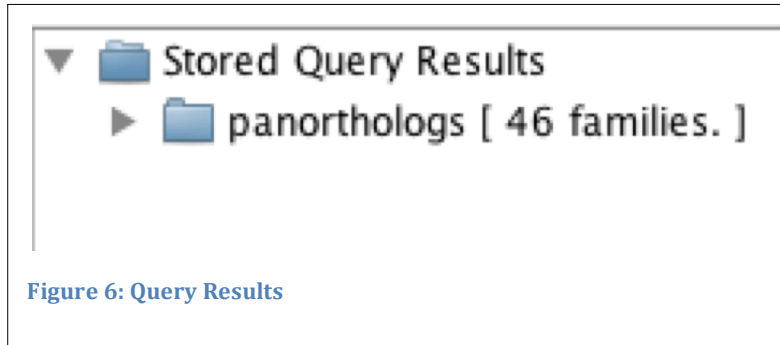 Stored Query Results
panorthologs [ 46 families. ]
Figure 6: Query Results